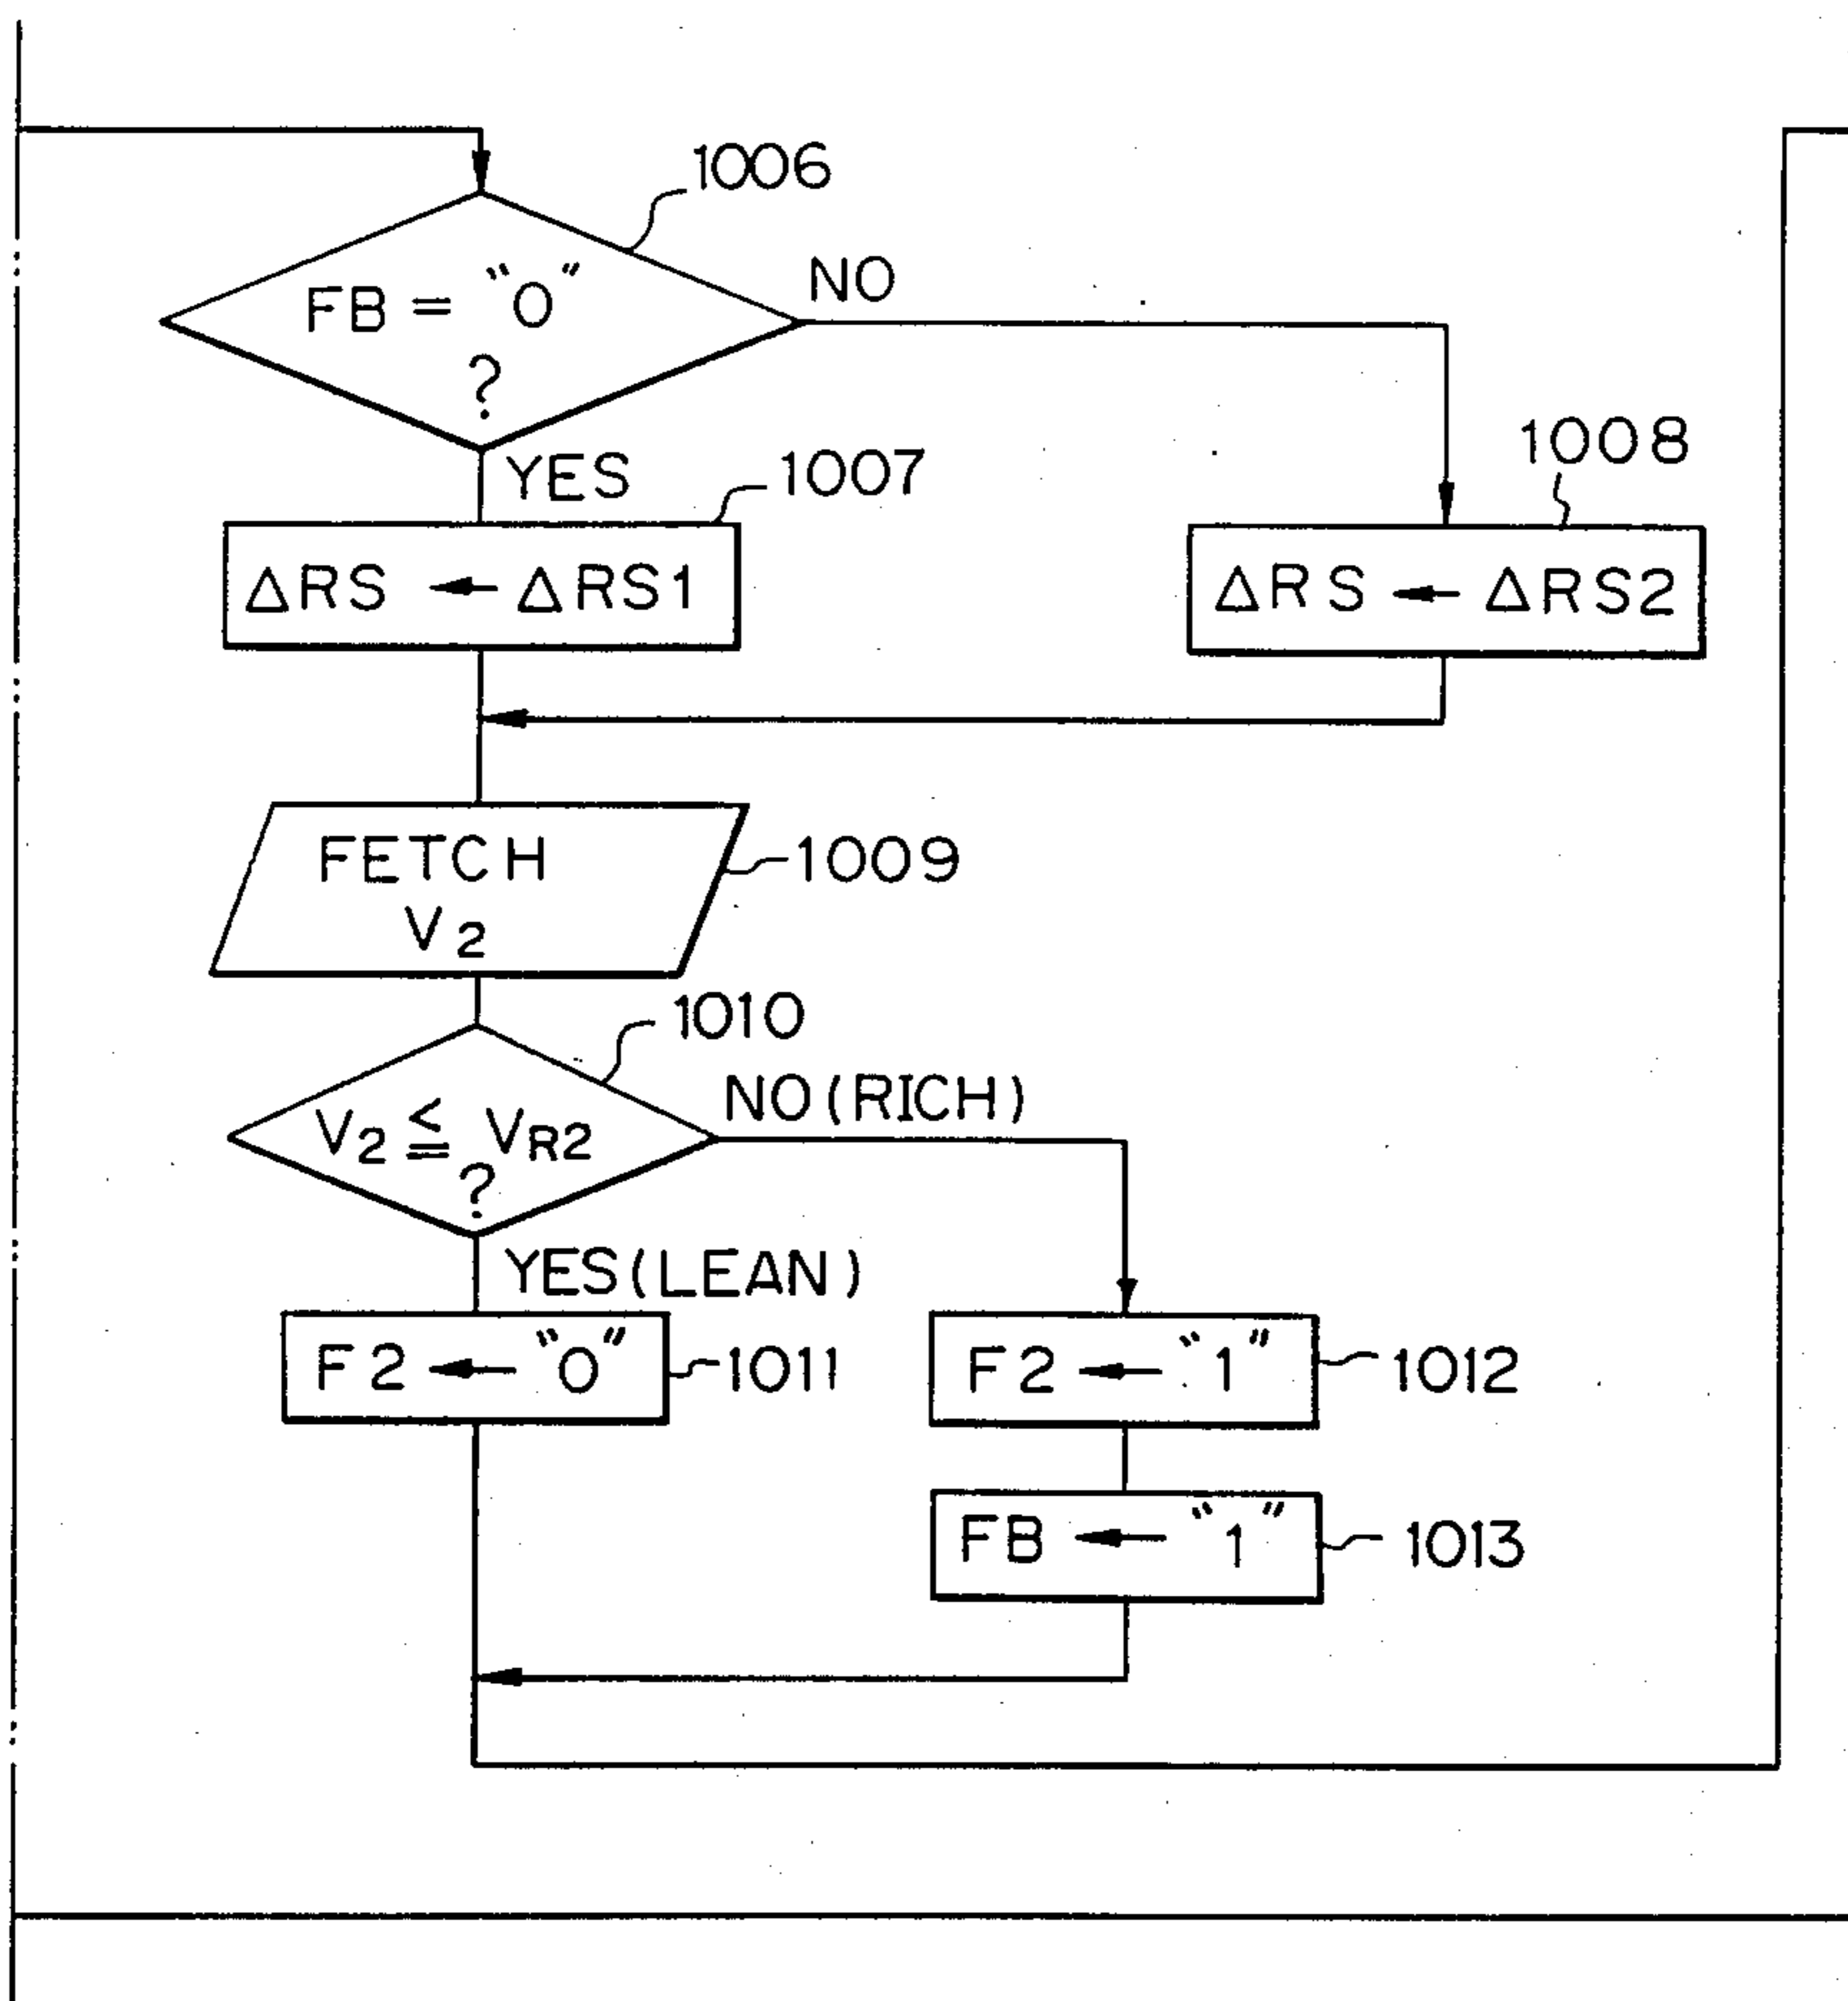 1006
FB = "0"
?
NO
YES
1007
1008
ΔRS ← ΔRS1
ΔRS ← ΔRS2
FETCH
V2
1009
1010
V2 ≦ VR2
?
NO (RICH)
YES (LEAN)
F2 ← "0"
1011
F2 ← "1"
1012
FB ← "1"
1013